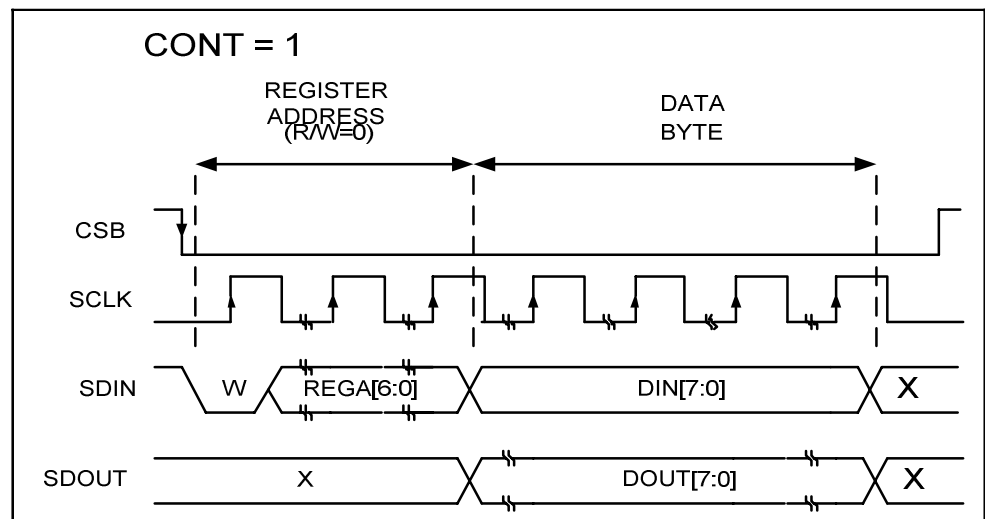 CONT = 1
REGISTER
ADDRESS
(R/W=0)
DATA
BYTE
CSB
SCLK
SDIN
W
REGA[6:0]
DIN[7:0]
X
SDOUT
X
DOUT[7:0]
X